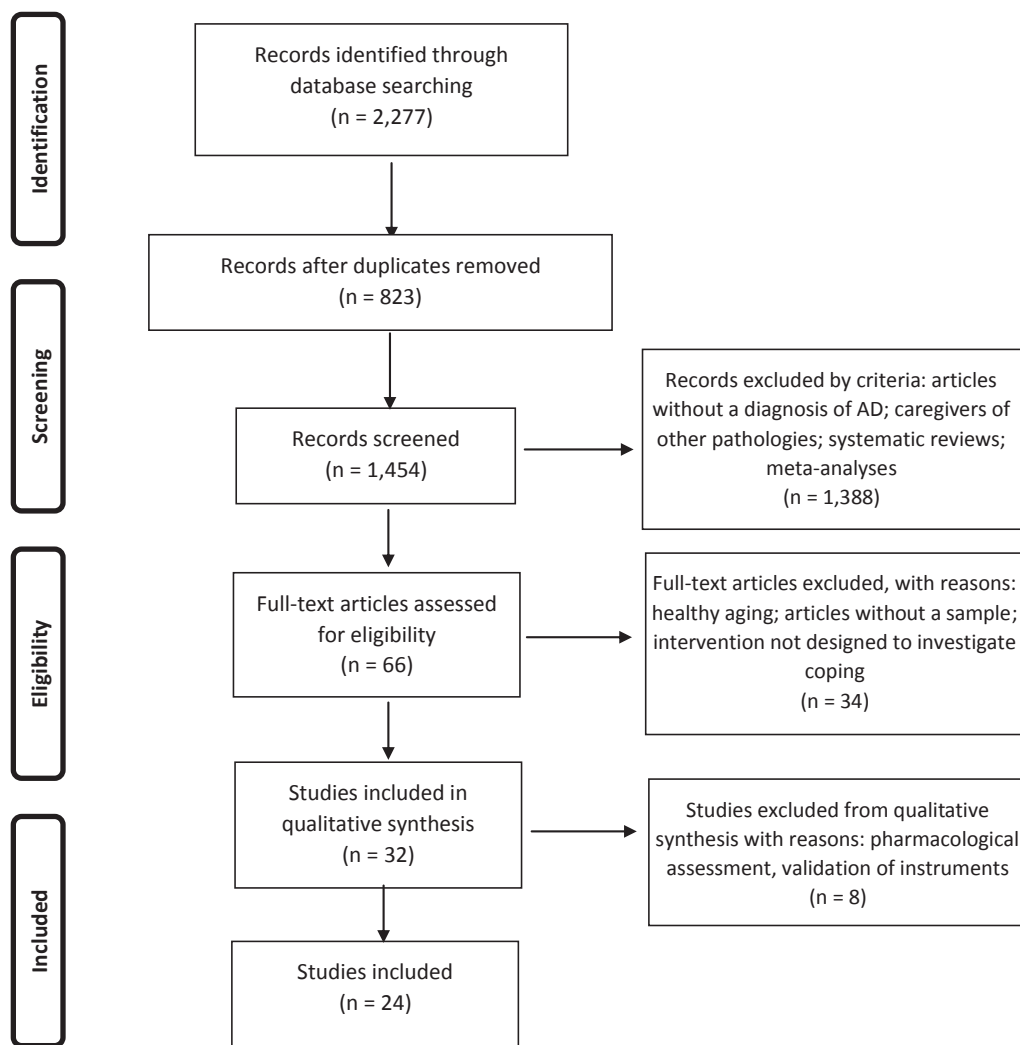 Identification
Records identified through
database searching
(n = 2,277)
Records after duplicates removed
(n = 823)
Screening
Records screened
(n = 1,454)
Records excluded by criteria: articles
without a diagnosis of AD; caregivers
of other pathologies; systematic reviews;
meta-analyses
(n = 1,388)
Eligibility
Full-text articles assessed
for eligibility
(n = 66)
Full-text articles excluded, with reasons:
healthy aging; articles without a sample;
intervention not designed to investigate
coping
(n = 34)
Studies included in
qualitative synthesis
(n = 32)
Studies excluded from qualitative
synthesis with reasons: pharmacological
assessment, validation of instruments
(n = 8)
Included
Studies included
(n = 24)